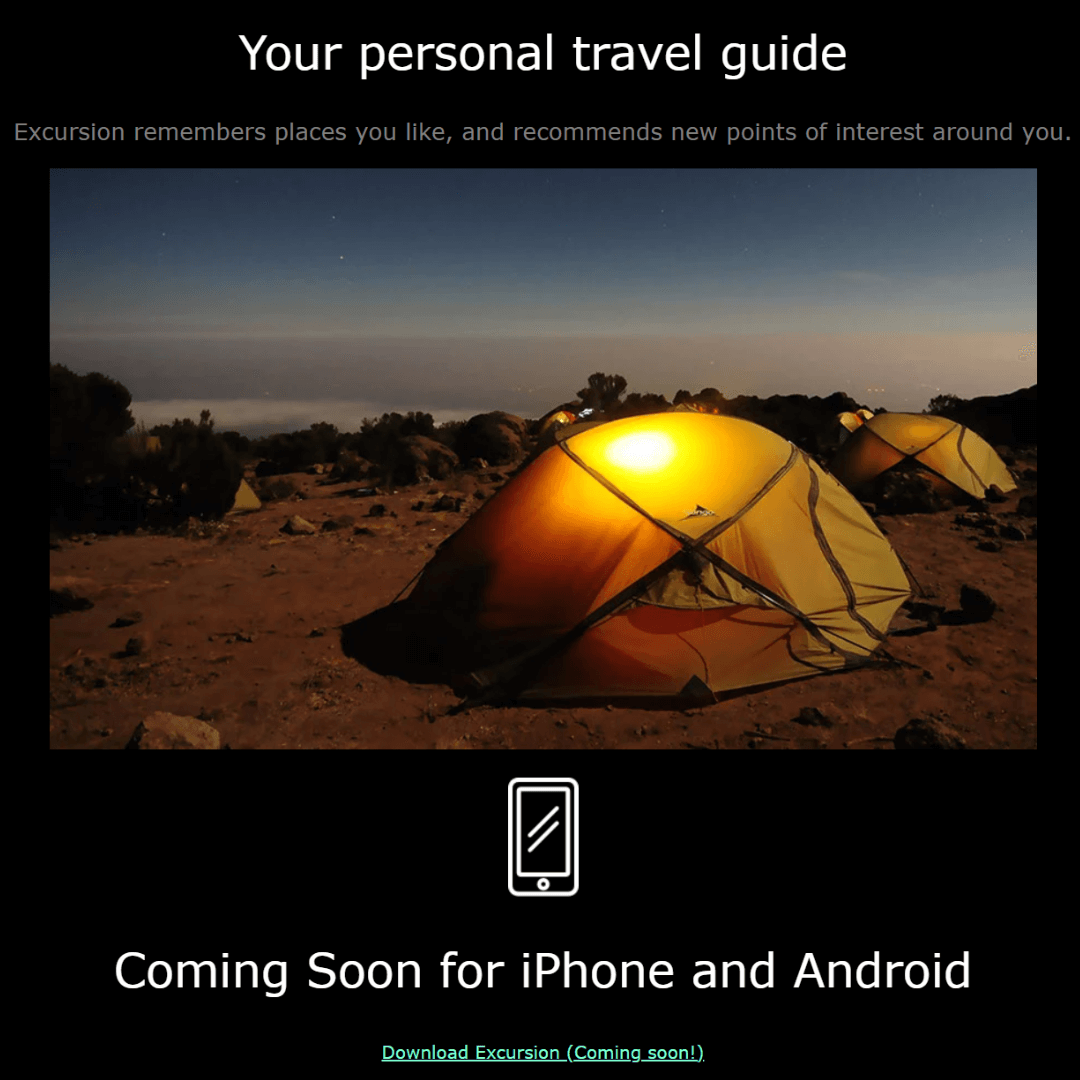 Your personal travel guide
Excursion remembers places you like, and recommends new points of interest around you.
Coming Soon for iPhone and Android
Download Excursion (Coming soon!)